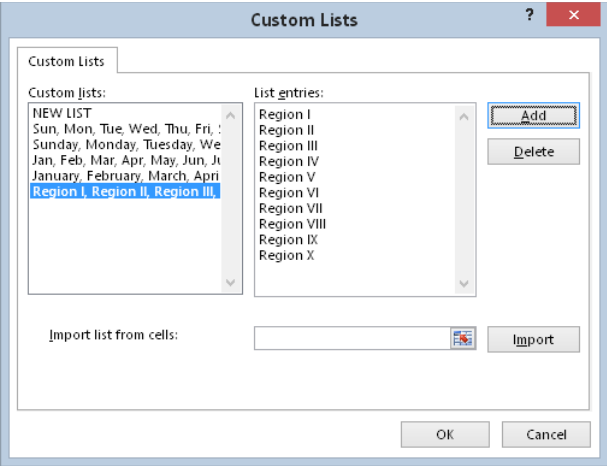 Custom Lists
?
×
Custom Lists
Custom lists:
NEW LIST
Sun, Mon, Tue, Wed, Thu, Fri, S
Sunday, Monday, Tuesday, We
Jan, Feb, Mar, Apr, May, Jun, Ju
January, February, March, Apri
Region I, Region II, Region III,
List entries:
Region I
Region II
Region III
Region IV
Region V
Region VI
Region VII
Region VIII
Region IX
Region X
Add
Delete
Import list from cells:
Import
OK
Cancel